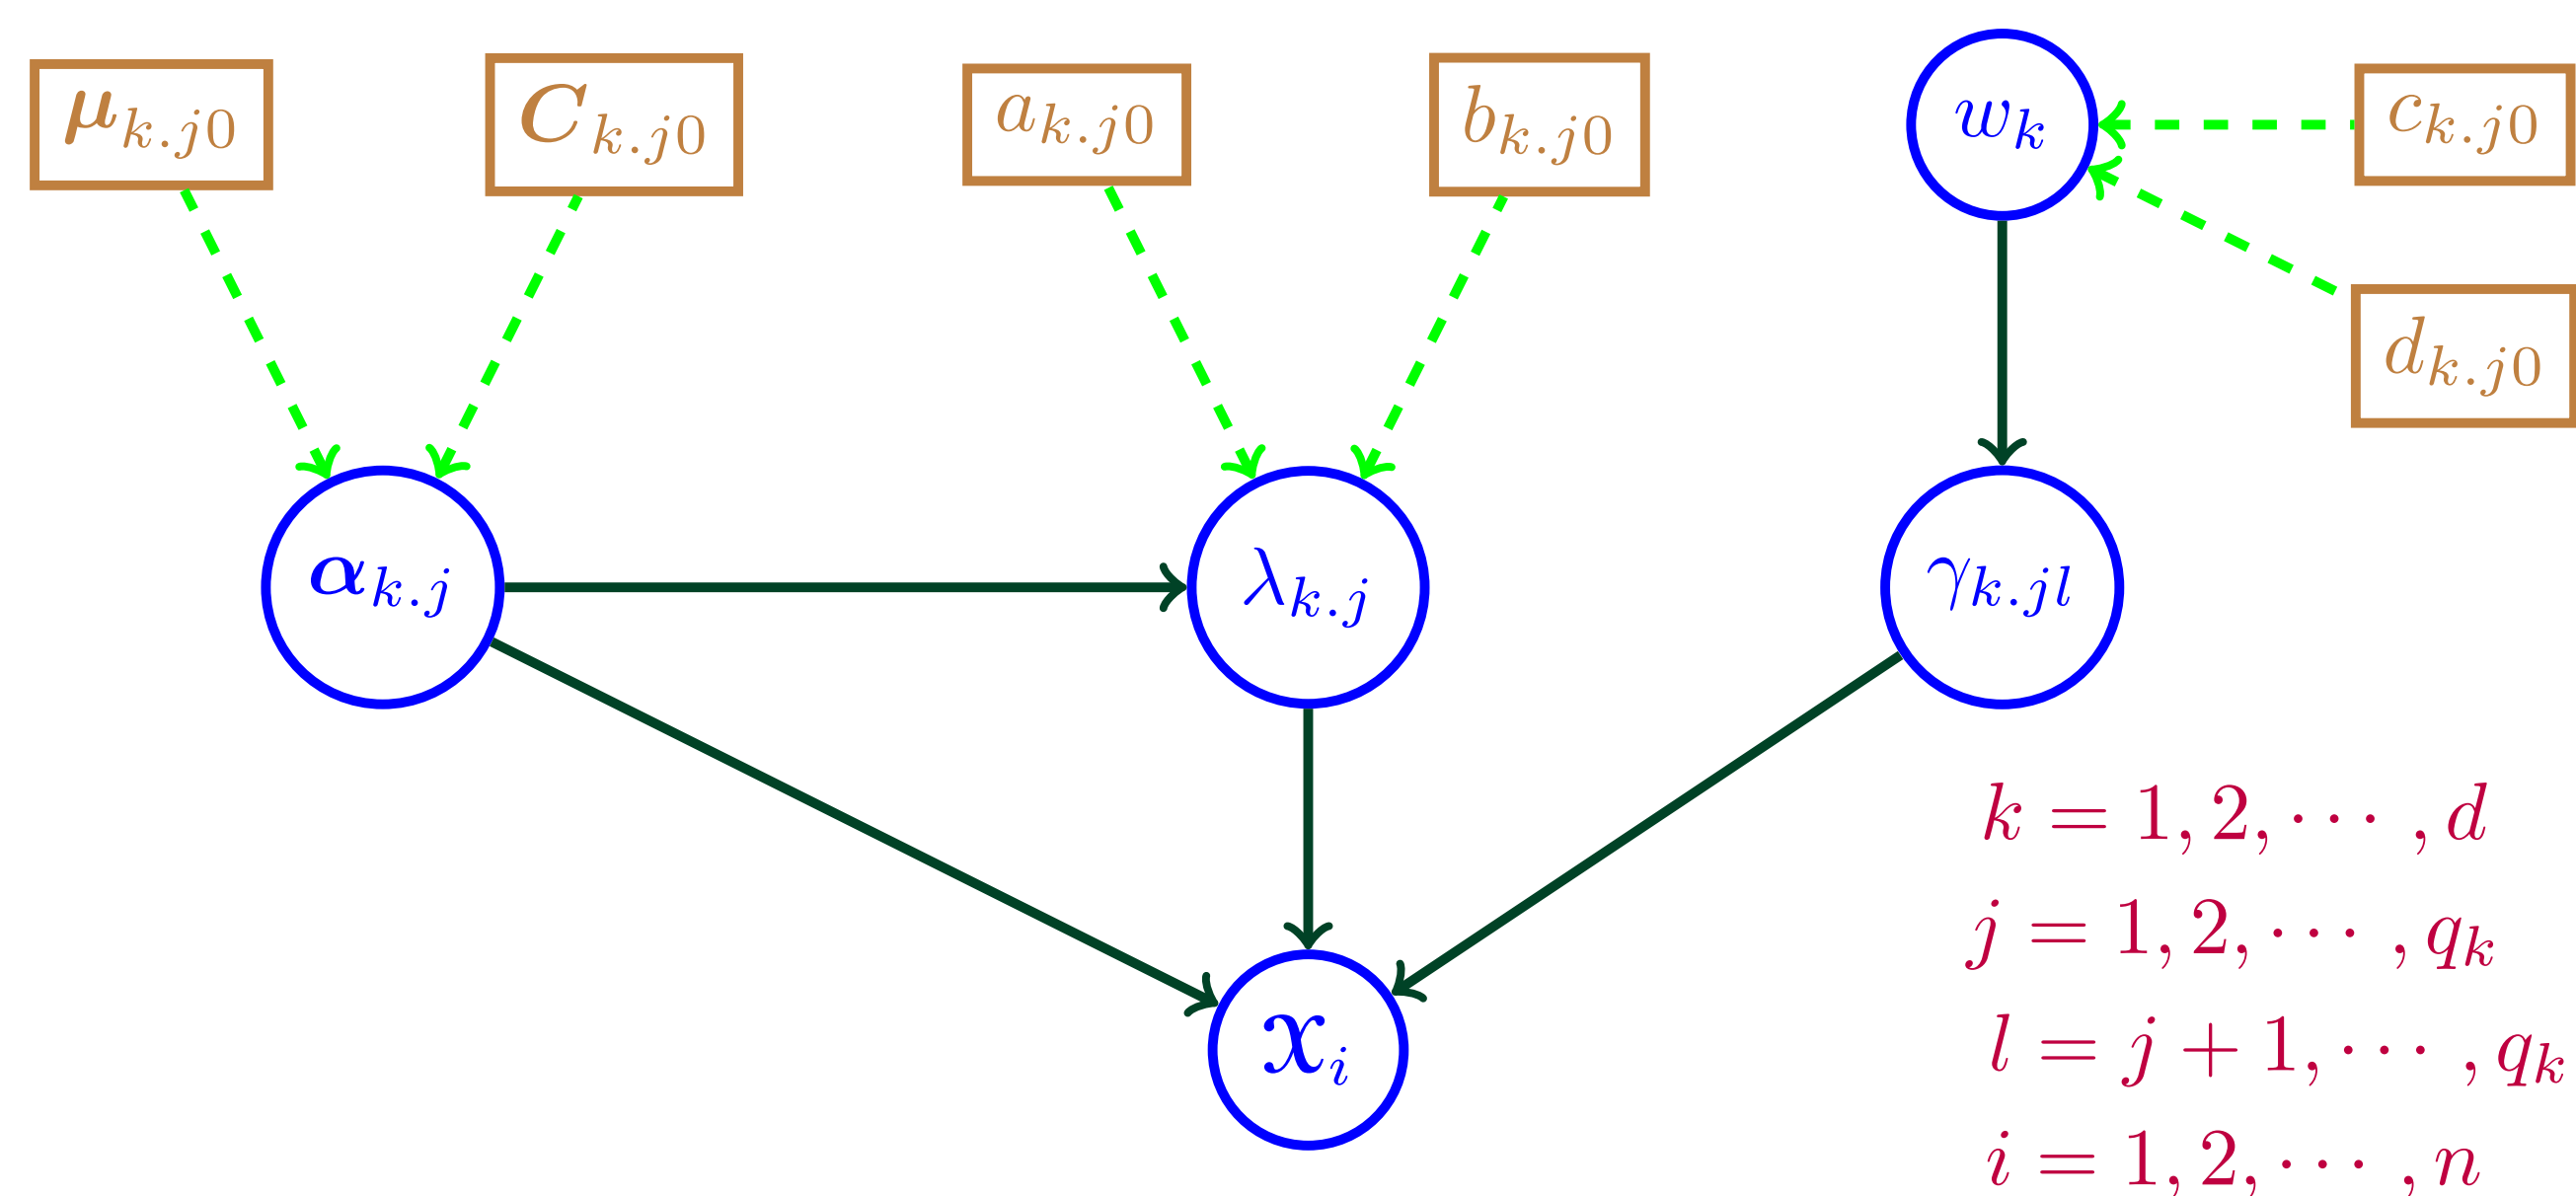 μ_{k.j0}
C_{k.j0}
a_{k.j0}
b_{k.j0}
w_k
c_{k.j0}
d_{k.j0}
α_{k.j}
λ_{k.j}
γ_{k.jl}
x_i
k = 1, 2, ⋯ , d
j = 1, 2, ⋯ , q_k
l = j + 1, ⋯ , q_k
i = 1, 2, ⋯ , n